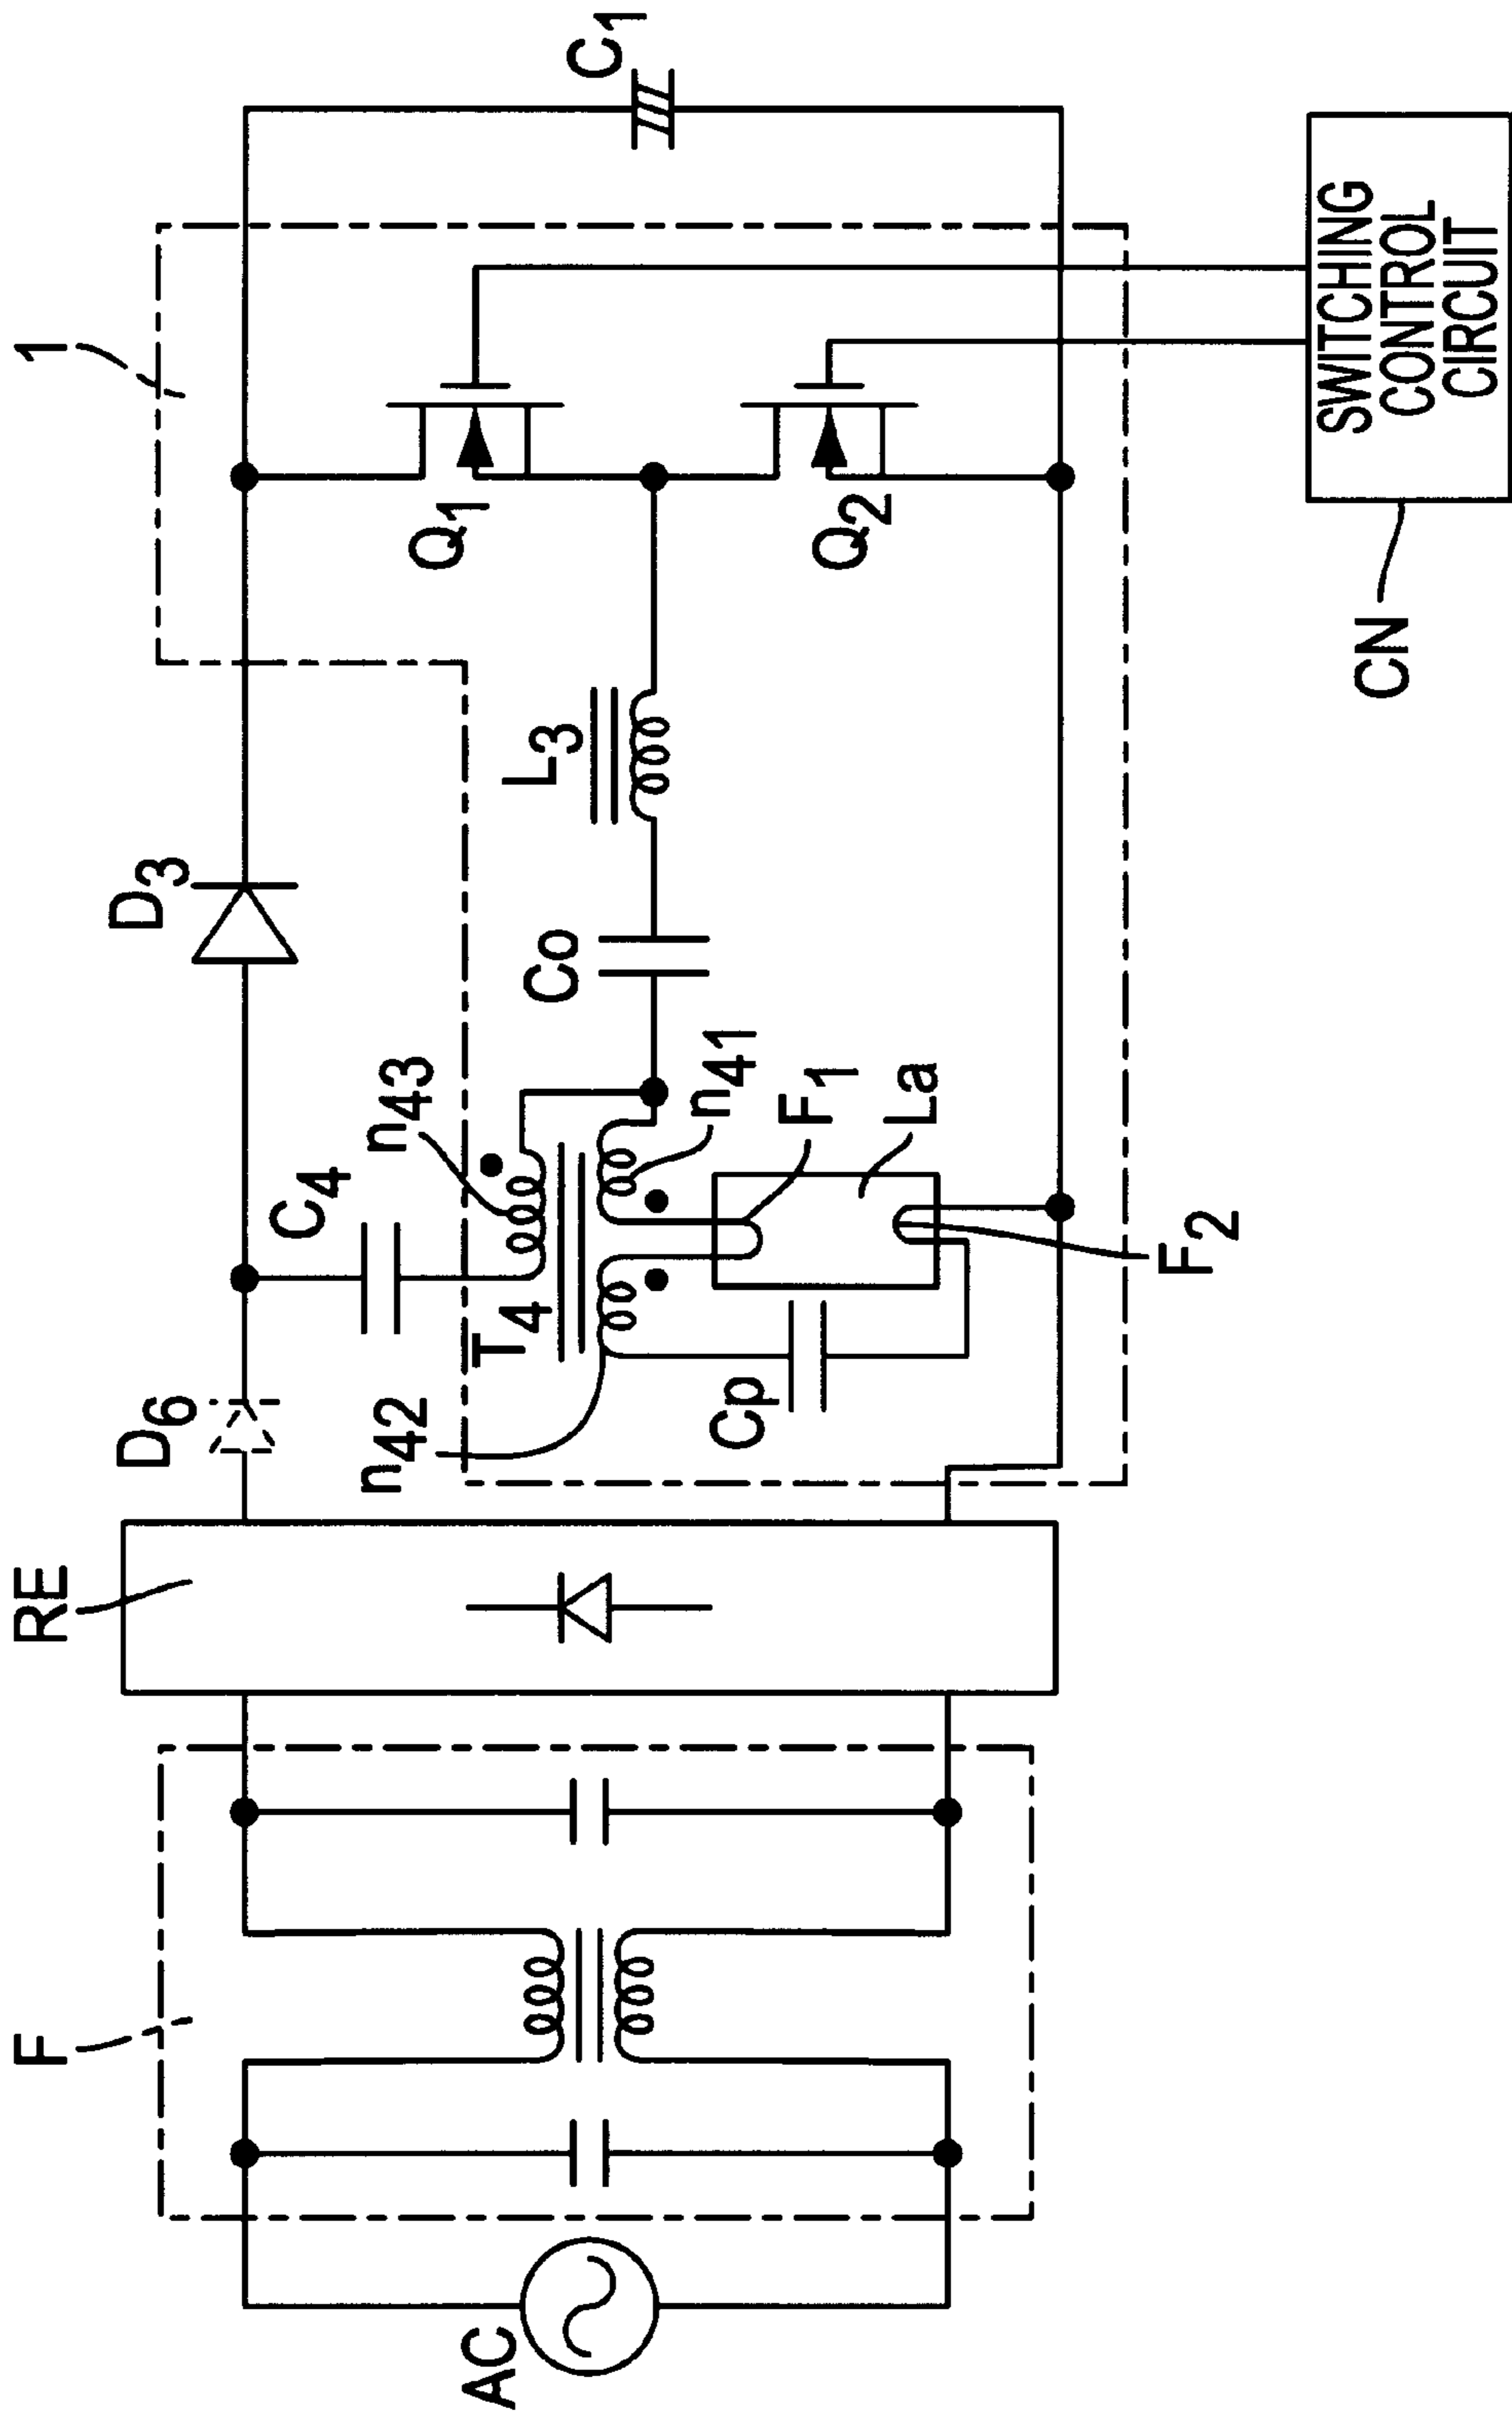 AC
F
RE
D6
n42
T4
C4
n43
Cp
D3
Co
n41
F1
La
F2
L3
1
Q1
Q2
C1
CN
SWITCHING
CONTROL
CIRCUIT